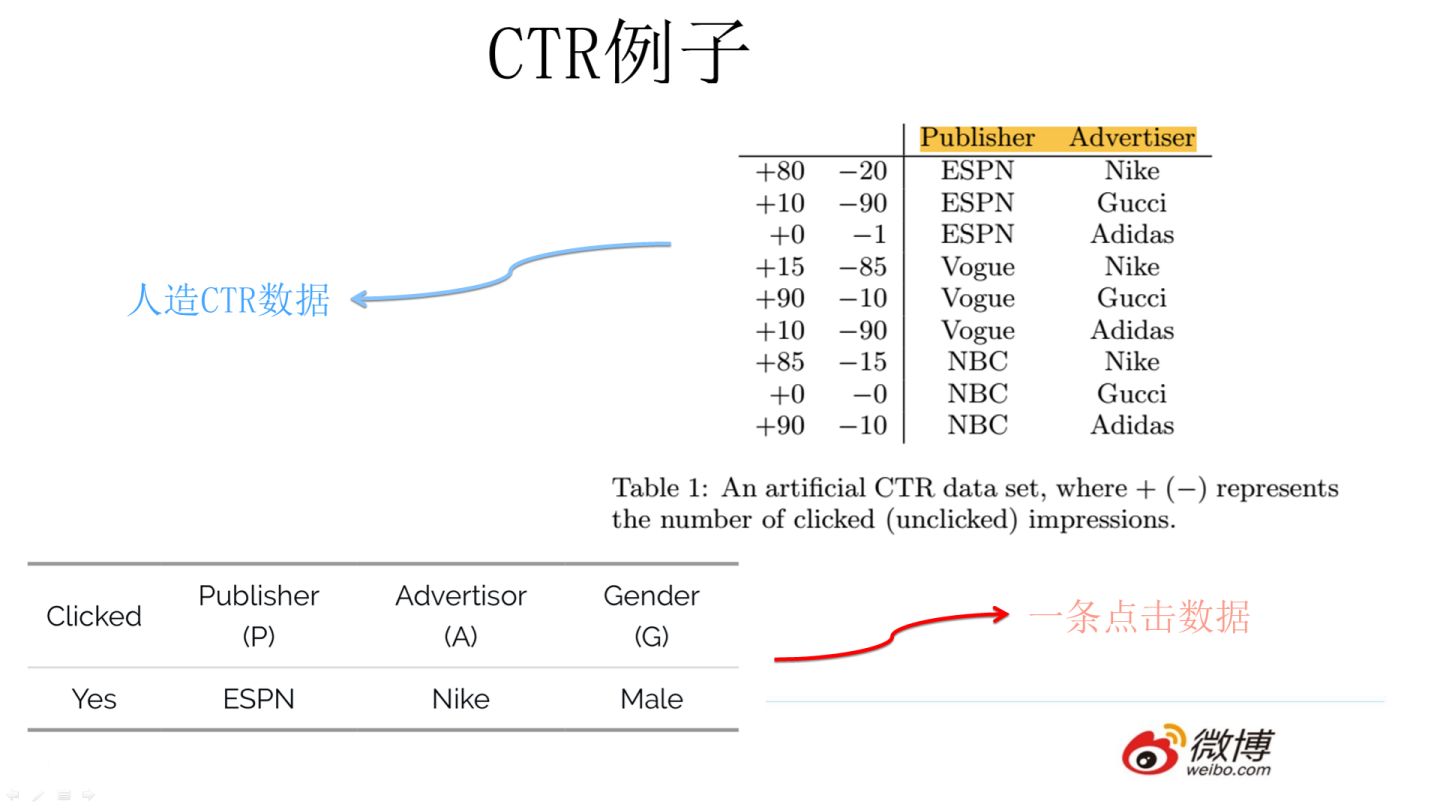 CTR例子
Publisher Advertiser
+80 −20 ESPN Nike
+10 −90 ESPN Gucci
+0 −1 ESPN Adidas
+15 −85 Vogue Nike
+90 −10 Vogue Gucci
+10 −90 Vogue Adidas
+85 −15 NBC Nike
+0 −0 NBC Gucci
+90 −10 NBC Adidas
人造CTR数据
Table 1: An artificial CTR data set, where + (−) represents
the number of clicked (unclicked) impressions.
Clicked Publisher Advertisor Gender
(P) (A) (G)
Yes ESPN Nike Male
一条点击数据
微博
weibo.com